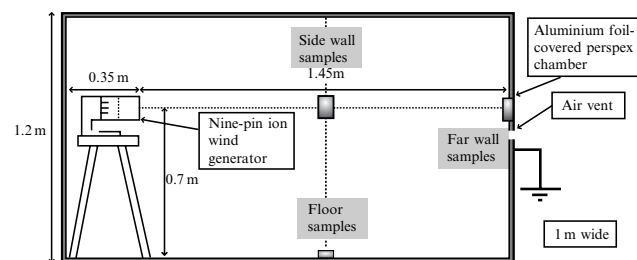 Side wall
samples
Aluminium foil-
covered perspex
chamber
0.35 m
1.45m
Air vent
1.2 m
Nine-pin ion
wind
generator
Far wall
samples
0.7 m
Floor
samples
1 m wide